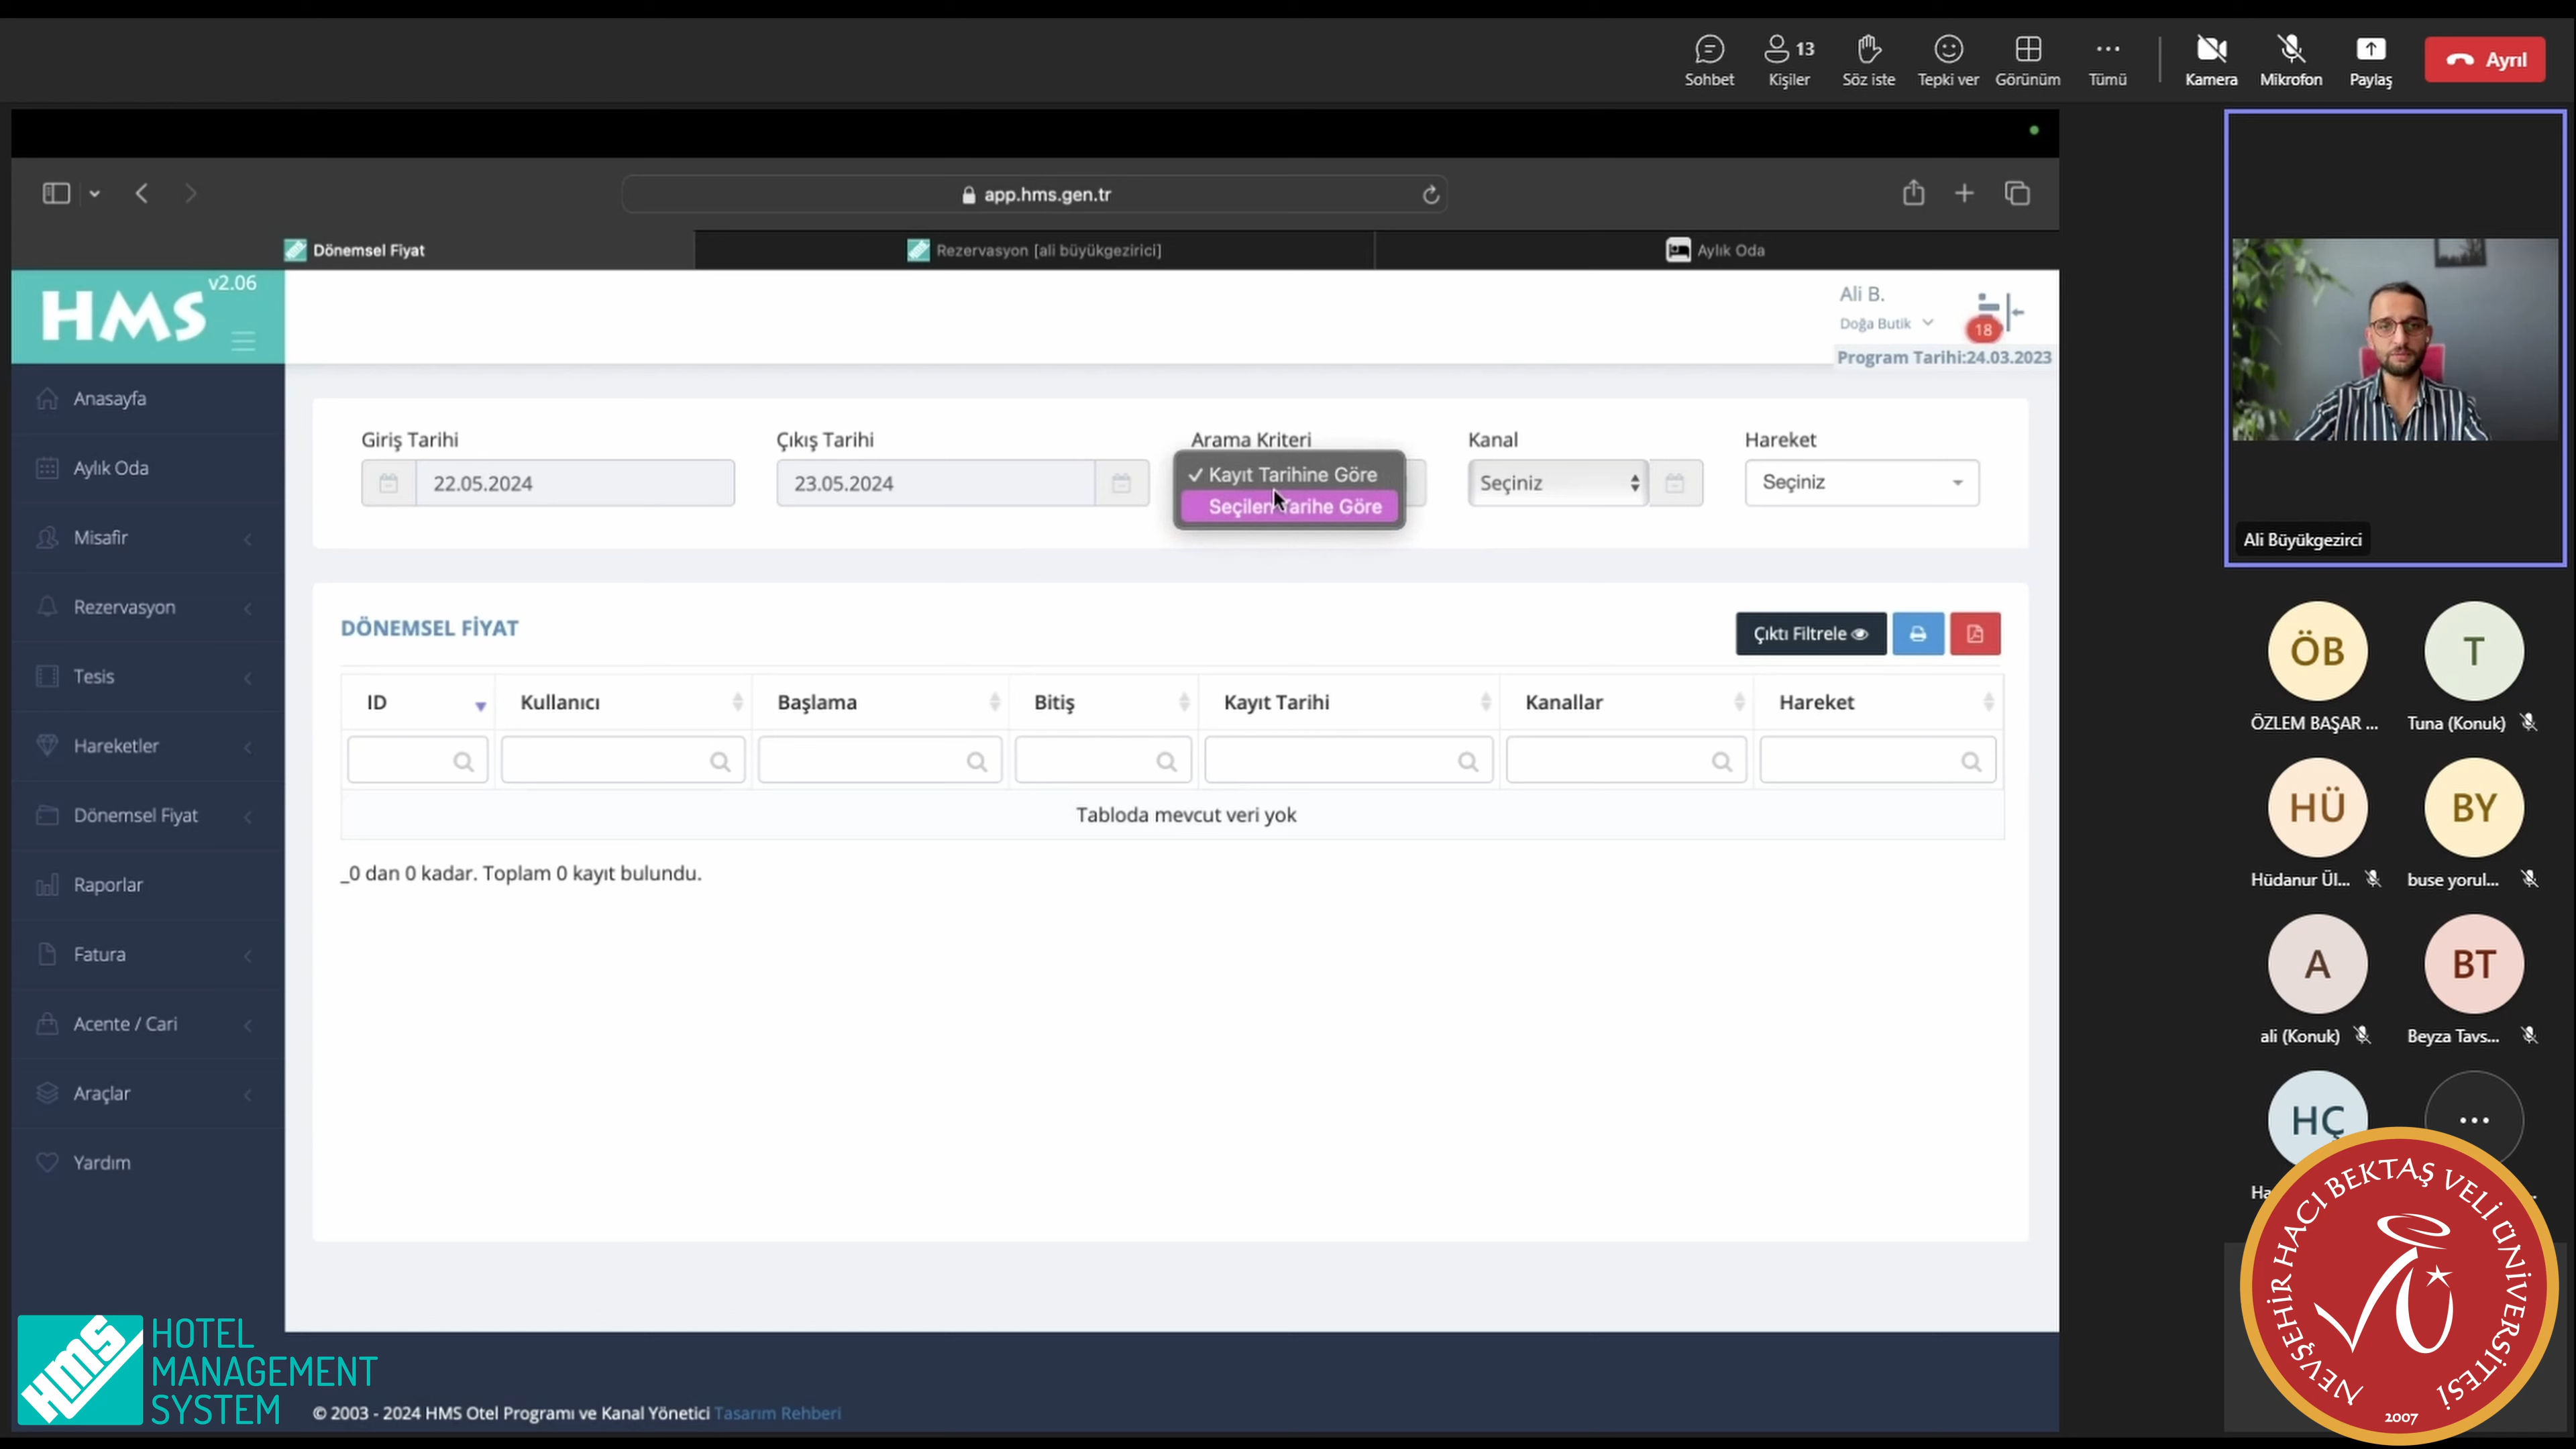 Sohbet
13
Kişiler
Söz iste
Tepki ver
Görünüm
Tümü
Kamera
Mikrofon
Paylaş
Ayrıl
app.hms.gen.tr
Dönemsel Fiyat
Rezervasyon [ali büyükgezirici]
Aylık Oda
HMS
v2.06
Ali B.
Doğa Butik
18
Program Tarihi:24.03.2023
Anasayfa
Aylık Oda
Misafir
Rezervasyon
Tesis
Hareketler
Dönemsel Fiyat
Raporlar
Fatura
Acente / Cari
Araçlar
Yardım
Giriş Tarihi
22.05.2024
Çıkış Tarihi
23.05.2024
Arama Kriteri
✓ Kayıt Tarihine Göre
Seçilen Tarihe Göre
Kanal
Seçiniz
Hareket
Seçiniz
DÖNEMSEL FİYAT
Çıktı Filtrele
ID Kullanıcı Başlama Bitiş Kayıt Tarihi Kanallar Hareket
Tabloda mevcut veri yok
_0 dan 0 kadar. Toplam 0 kayıt bulundu.
HMS
HOTEL
MANAGEMENT
SYSTEM
© 2003 - 2024 HMS Otel Programı ve Kanal Yönetici Tasarım Rehberi
Ali Büyükgezirci
ÖB
ÖZLEM BAŞAR ...
T
Tuna (Konuk)
HÜ
Hüdanur Ül...
BY
buse yorul...
A
ali (Konuk)
BT
Beyza Tavs...
HÇ
NEVŞEHİR HACI BEKTAŞ VELİ ÜNİVERSİTESİ
2007